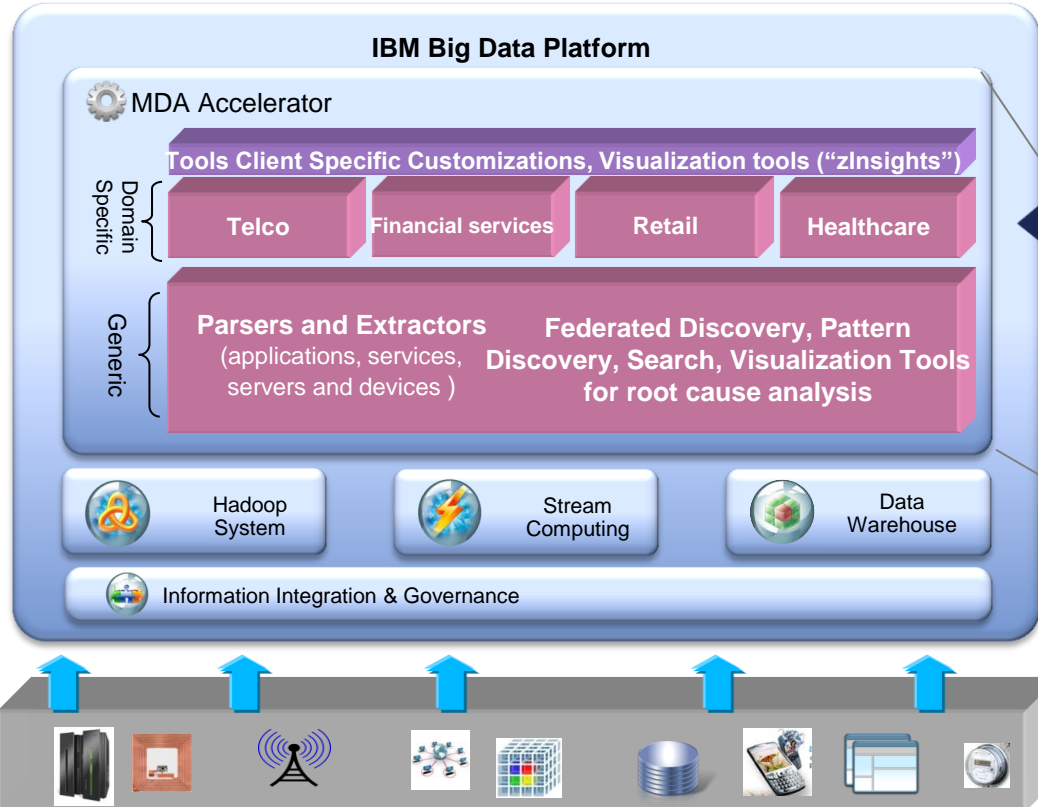 IBM Big Data Platform
MDA Accelerator
Tools Client Specific Customizations, Visualization tools (“zInsights”)
Domain
Specific
Telco
Financial services
Retail
Healthcare
Generic
Parsers and Extractors
(applications, services,
servers and devices )
Federated Discovery, Pattern
Discovery, Search, Visualization Tools
for root cause analysis
Hadoop
System
Stream
Computing
Data
Warehouse
Information Integration & Governance